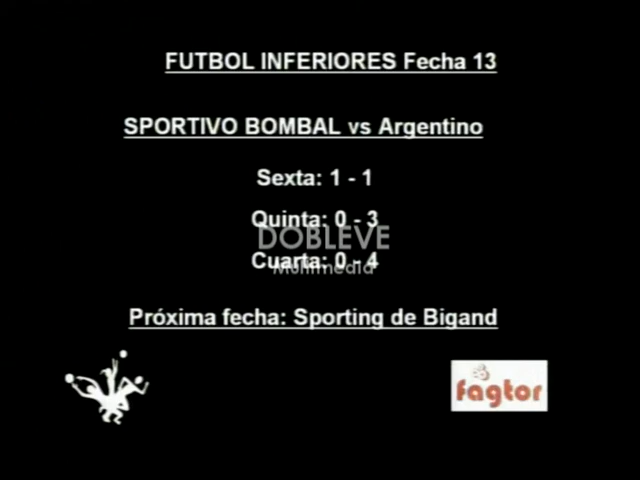 FUTBOL INFERIORES Fecha 13
SPORTIVO BOMBAL vs Argentino
Sexta: 1 - 1
Quinta: 0 - 3
DOBLEVE
Cuarta: 0 - 4
Multimedia
Próxima fecha: Sporting de Bigand
fagtor